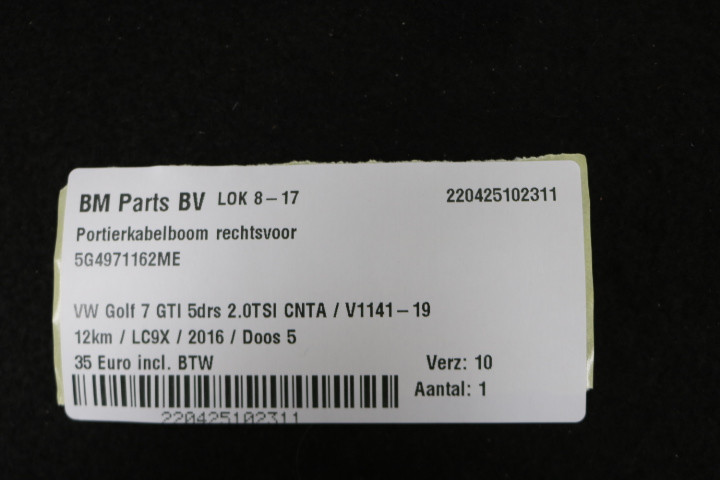 BM Parts BV LOK 8-17 220425102311
Portierkabelboom rechtsvoor
5G4971162ME
VW Golf 7 GTI 5drs 2.0TSI CNTA / V1141-19
12km / LC9X / 2016 / Doos 5
35 Euro incl. BTW Verz: 10
Aantal: 1
220425102311